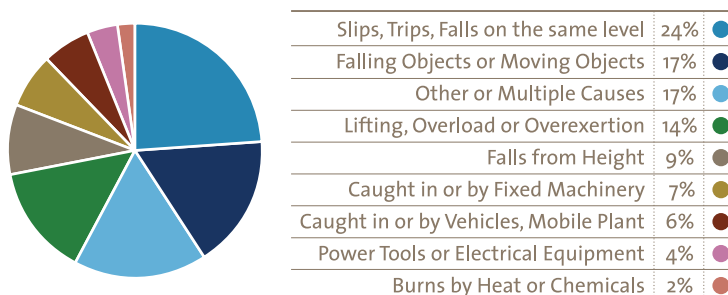 Slips, Trips, Falls on the same level 24%
Falling Objects or Moving Objects 17%
Other or Multiple Causes 17%
Lifting, Overload or Overexertion 14%
Falls from Height 9%
Caught in or by Fixed Machinery 7%
Caught in or by Vehicles, Mobile Plant 6%
Power Tools or Electrical Equipment 4%
Burns by Heat or Chemicals 2%